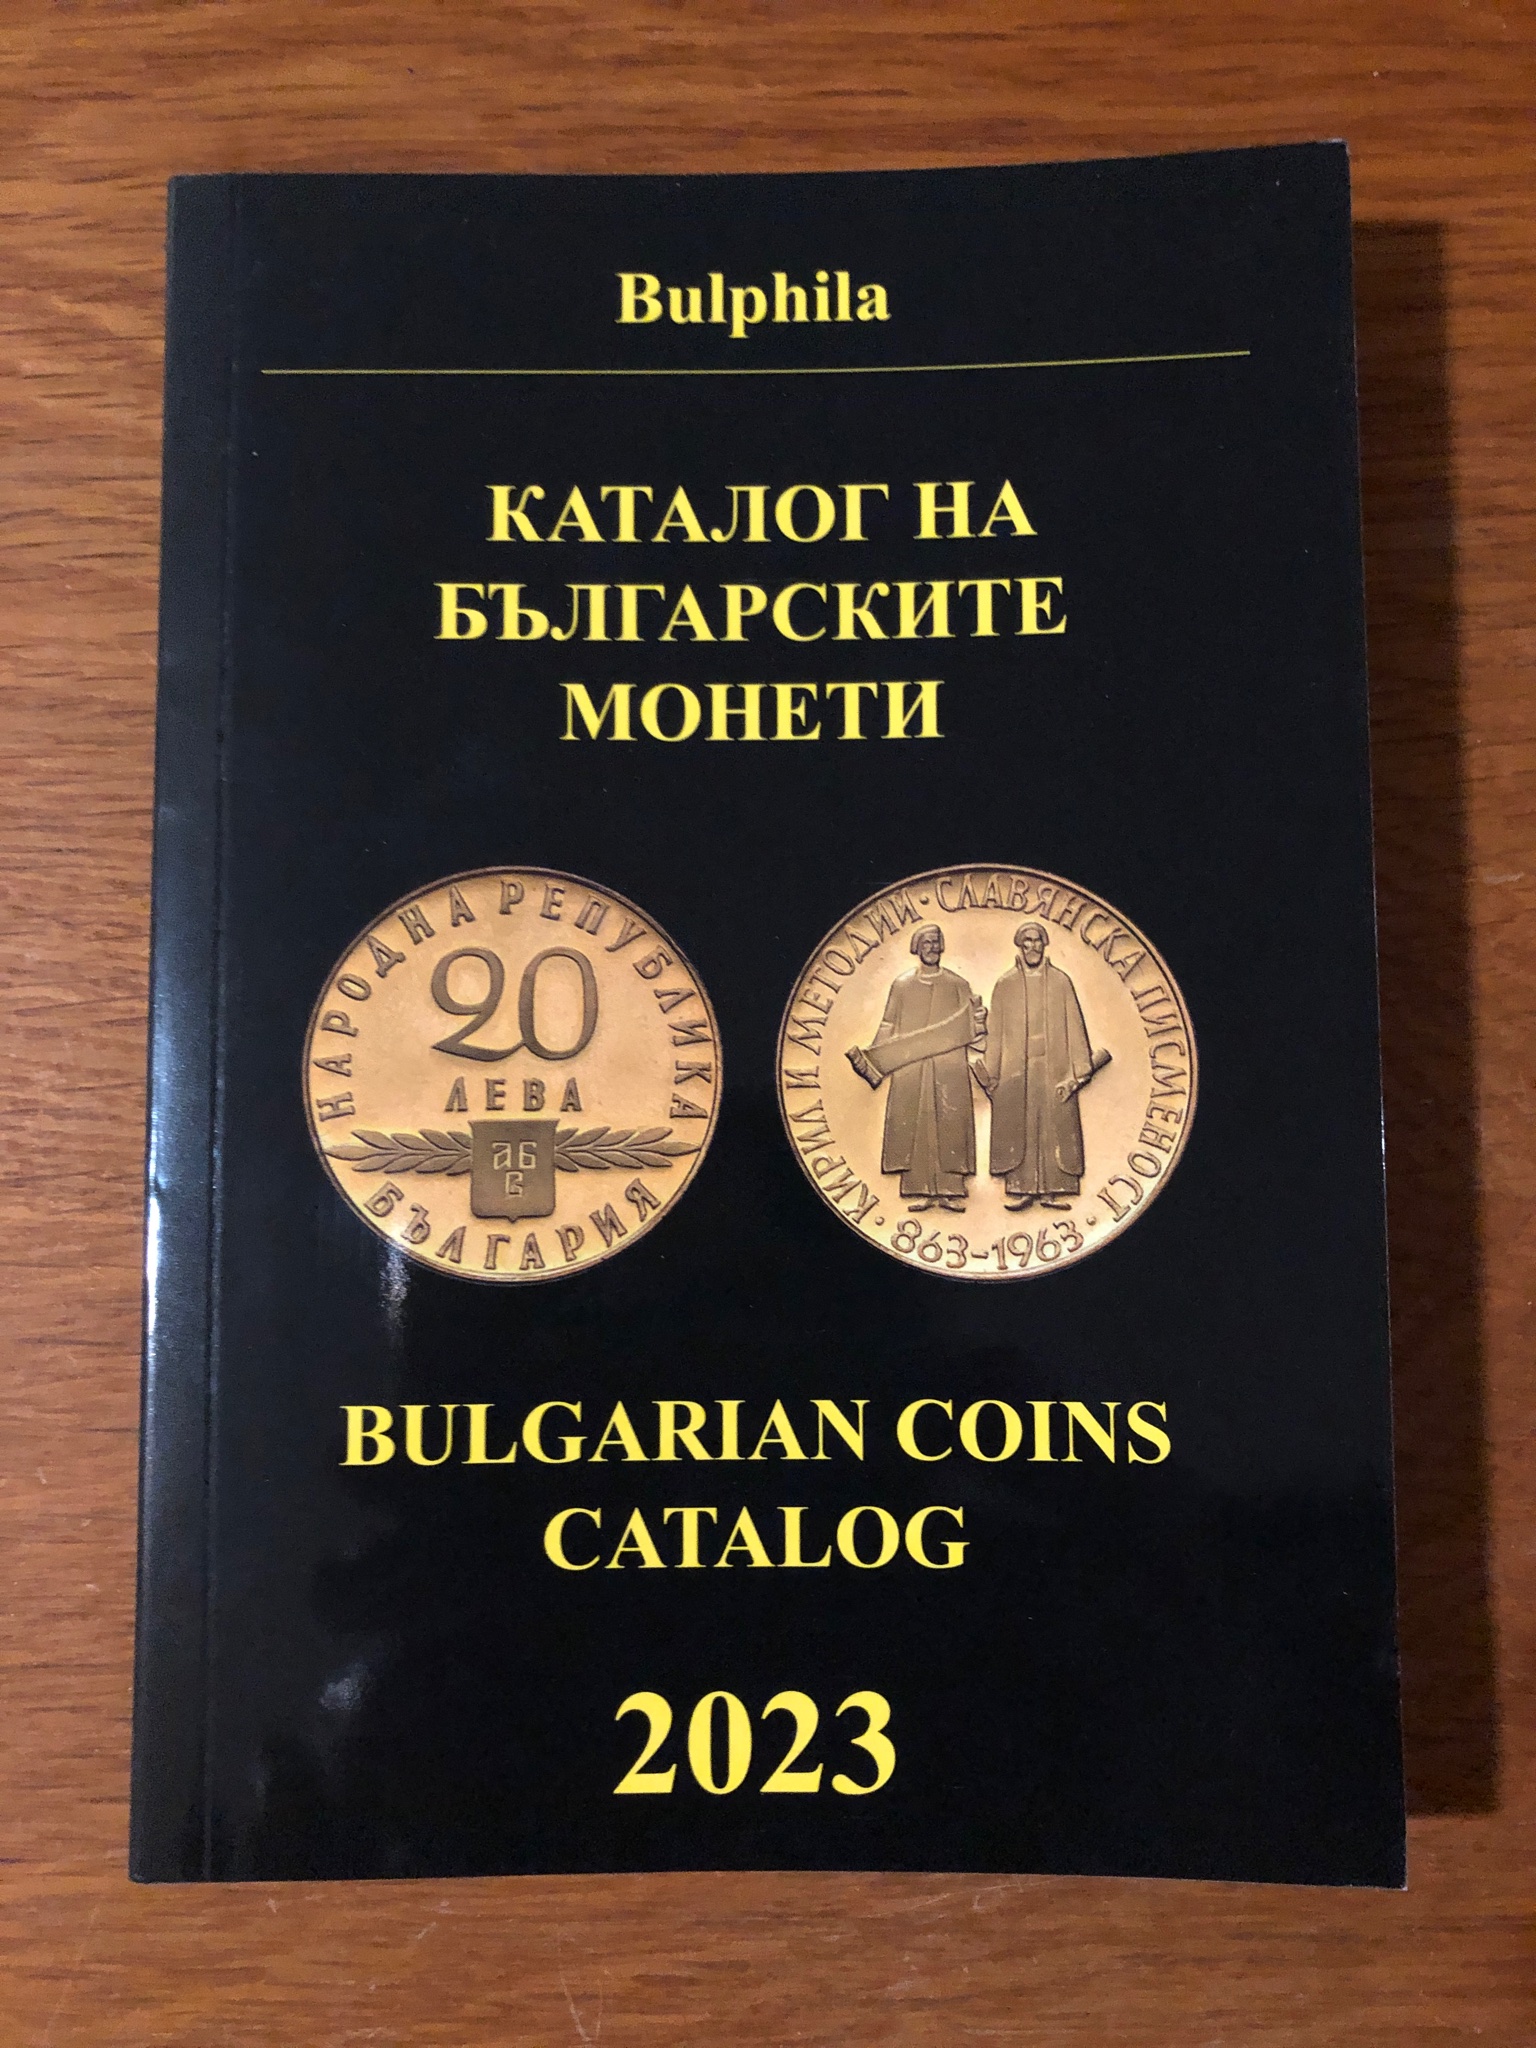 Bulphila
КАТАЛОГ НА
БЪЛГАРСКИТЕ
МОНЕТИ
НАРОДНА РЕПУБЛИКА
20
ЛЕВА
АБ
В
БЪЛГАРИЯ
·КИРИЛ И МЕТОДИЙ·СЛАВЯНСКА ПИСМЕНОСТ·
863-1963
BULGARIAN COINS
CATALOG
2023